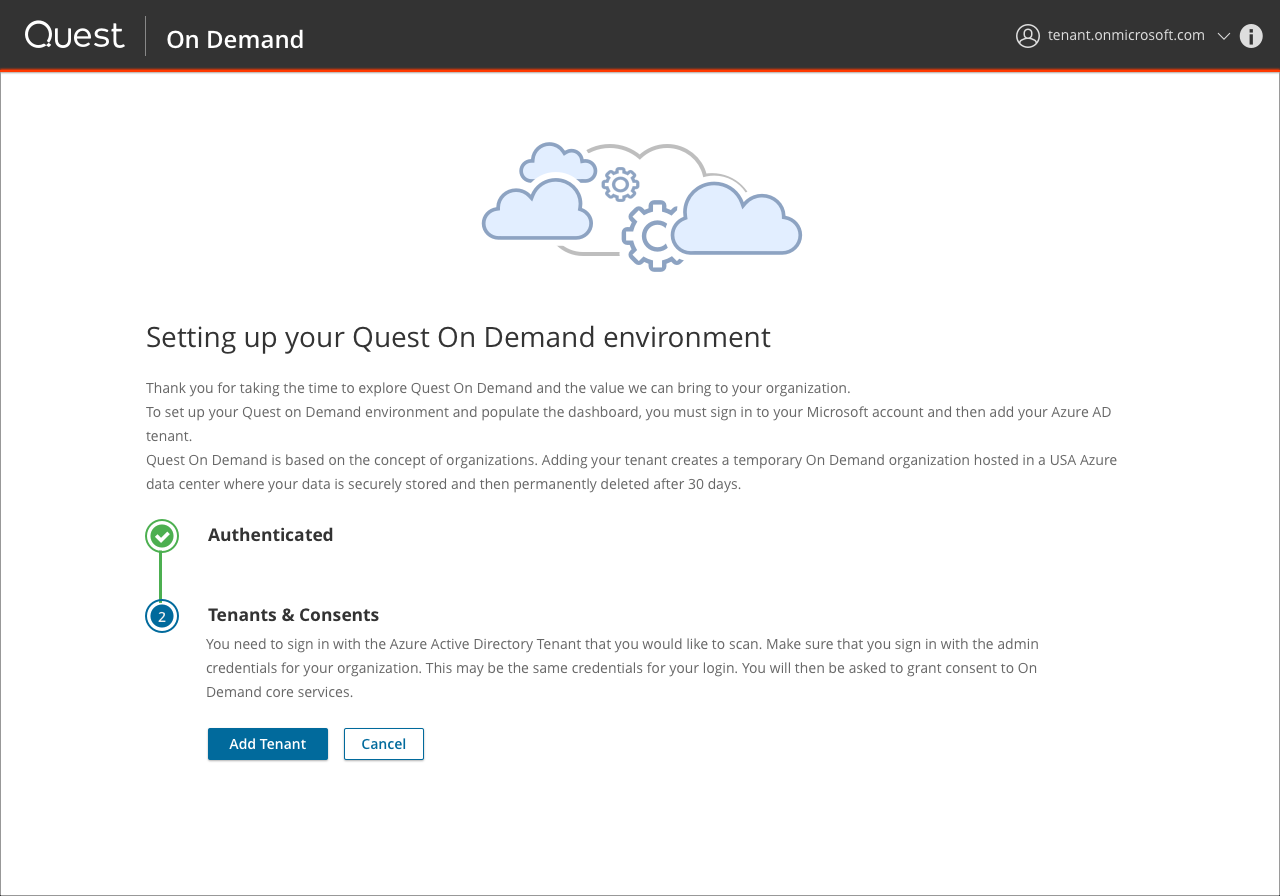 Quest
On Demand
tenant.onmicrosoft.com
Setting up your Quest On Demand environment
Thank you for taking the time to explore Quest On Demand and the value we can bring to your organization.
To set up your Quest on Demand environment and populate the dashboard, you must sign in to your Microsoft account and then add your Azure AD
tenant.
Quest On Demand is based on the concept of organizations. Adding your tenant creates a temporary On Demand organization hosted in a USA Azure
data center where your data is securely stored and then permanently deleted after 30 days.
Authenticated
2
Tenants & Consents
You need to sign in with the Azure Active Directory Tenant that you would like to scan. Make sure that you sign in with the admin
credentials for your organization. This may be the same credentials for your login. You will then be asked to grant consent to On
Demand core services.
Add Tenant
Cancel